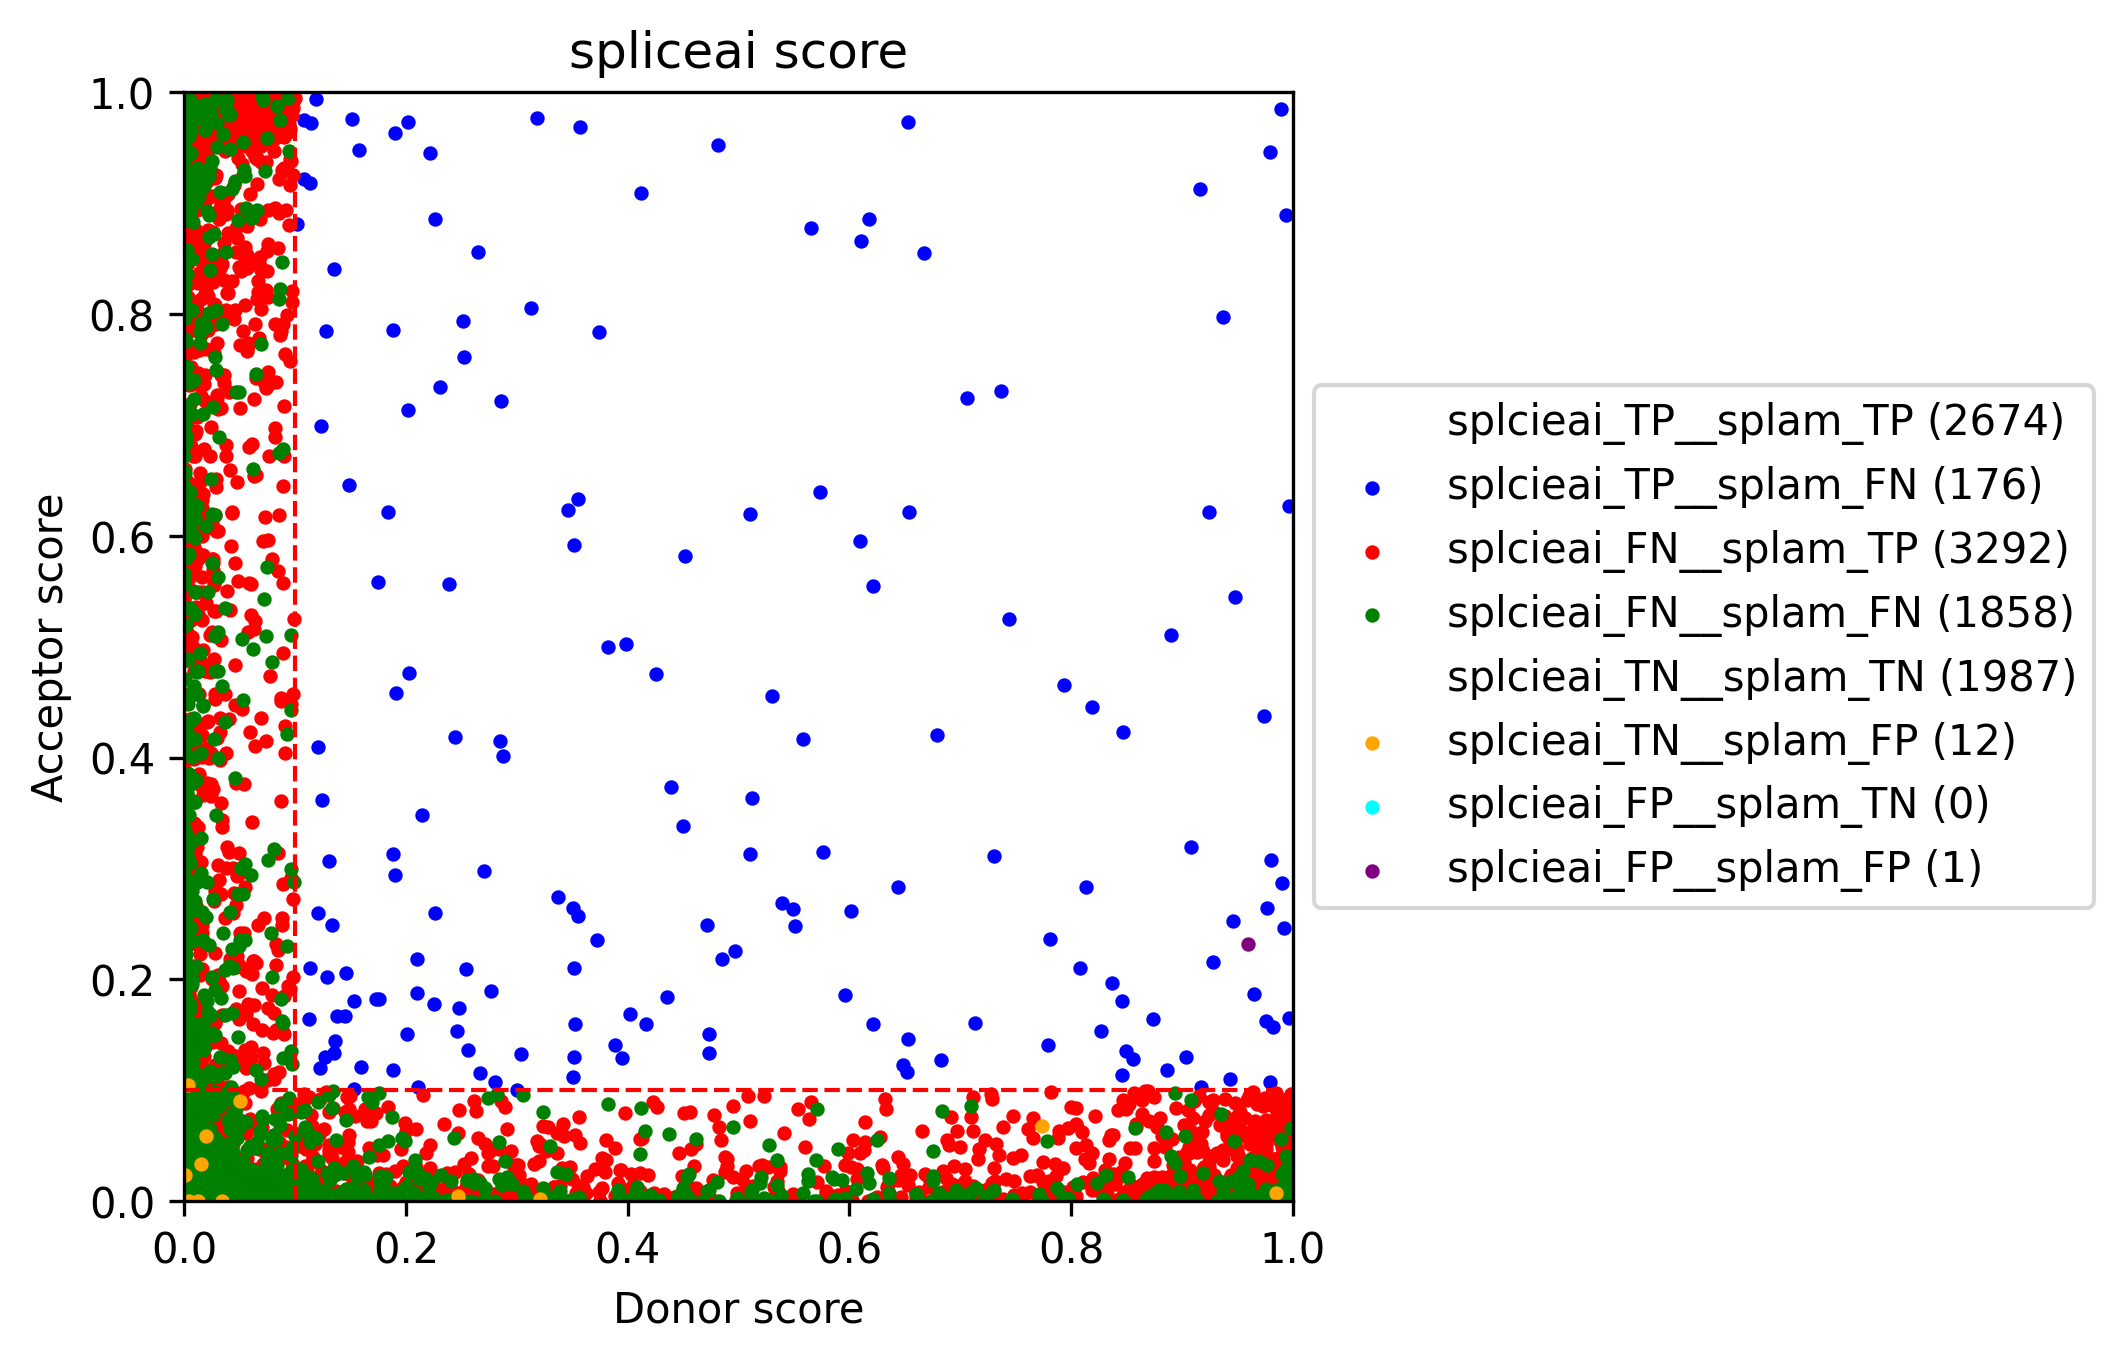 spliceai score
1.0
0.8
0.6
0.4
0.2
0.0
Acceptor score
0.0 0.2 0.4 0.6 0.8 1.0
Donor score
splcieai_TP__splam_TP (2674)
splcieai_TP__splam_FN (176)
splcieai_FN__splam_TP (3292)
splcieai_FN__splam_FN (1858)
splcieai_TN__splam_TN (1987)
splcieai_TN__splam_FP (12)
splcieai_FP__splam_TN (0)
splcieai_FP__splam_FP (1)